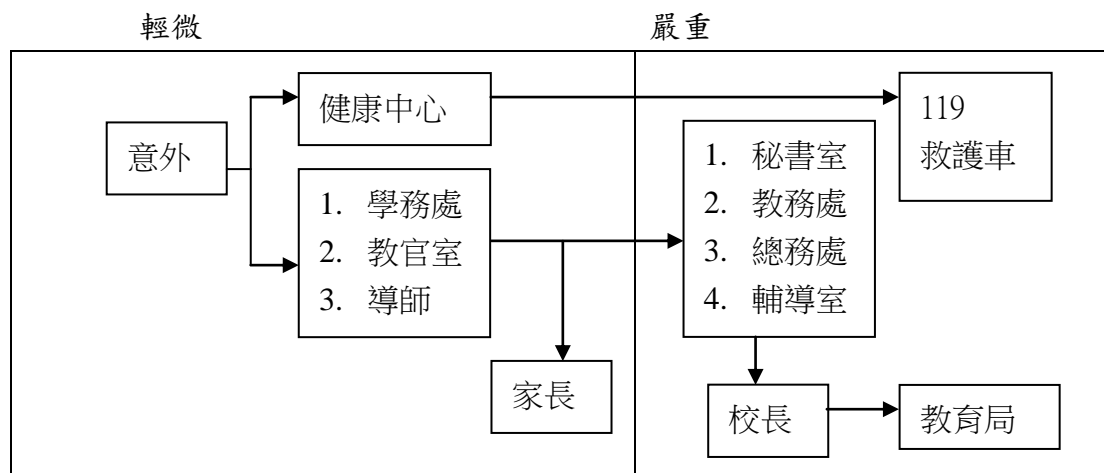 輕微
嚴重
意外
健康中心
1. 學務處
2. 教官室
3. 導師
家長
119
救護車
1. 秘書室
2. 教務處
3. 總務處
4. 輔導室
校長
教育局